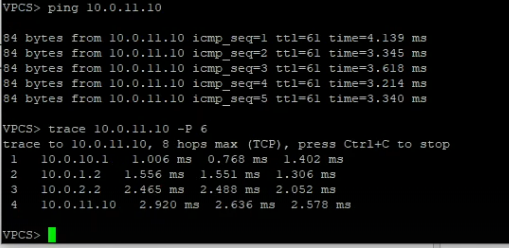 VPCS> ping 10.0.11.10
84 bytes from 10.0.11.10 icmp_seq=1 ttl=61 time=4.139 ms
84 bytes from 10.0.11.10 icmp_seq=2 ttl=61 time=3.345 ms
84 bytes from 10.0.11.10 icmp_seq=3 ttl=61 time=3.618 ms
84 bytes from 10.0.11.10 icmp_seq=4 ttl=61 time=3.214 ms
84 bytes from 10.0.11.10 icmp_seq=5 ttl=61 time=3.340 ms
VPCS> trace 10.0.11.10 -P 6
trace to 10.0.11.10, 8 hops max (TCP), press Ctrl+C to stop
1 10.0.10.1 1.006 ms 0.768 ms 1.402 ms
2 10.0.1.2 1.556 ms 1.551 ms 1.306 ms
3 10.0.2.2 2.465 ms 2.488 ms 2.052 ms
4 10.0.11.10 2.920 ms 2.636 ms 2.578 ms
VPCS>